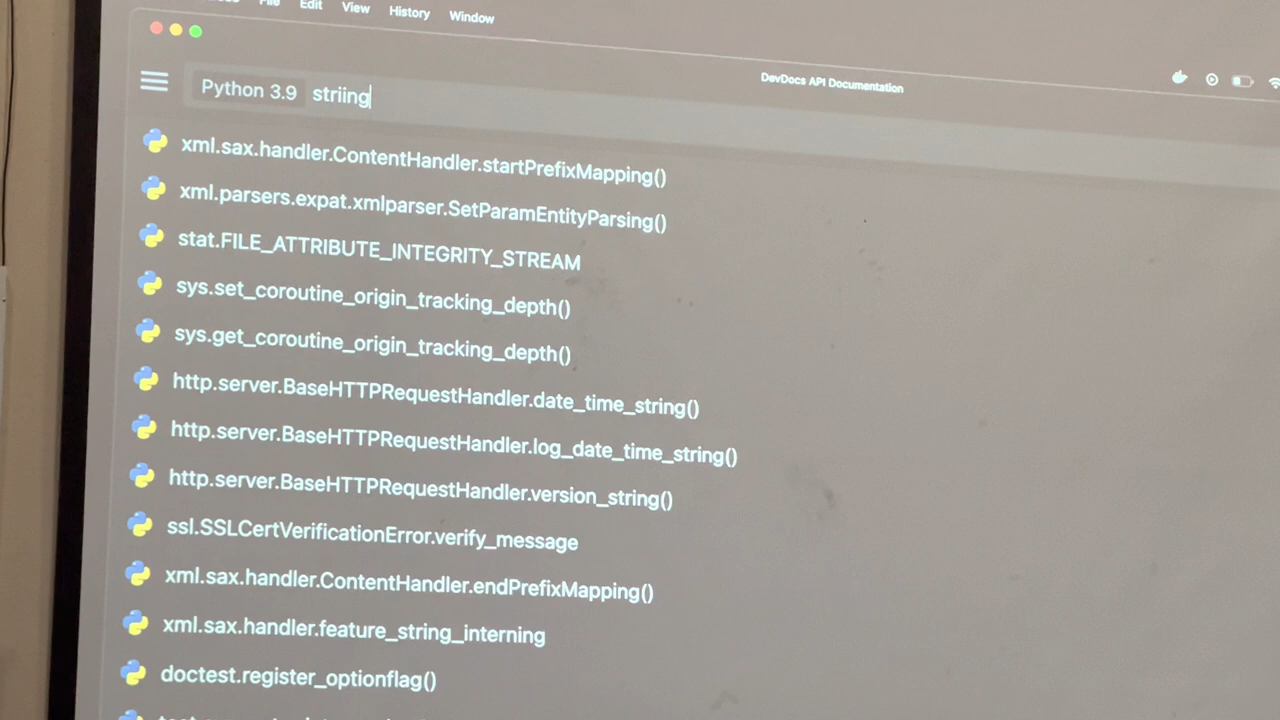 File Edit View History Window
DevDocs API Documentation
Python 3.9 striing
xml.sax.handler.ContentHandler.startPrefixMapping()
xml.parsers.expat.xmlparser.SetParamEntityParsing()
stat.FILE_ATTRIBUTE_INTEGRITY_STREAM
sys.set_coroutine_origin_tracking_depth()
sys.get_coroutine_origin_tracking_depth()
http.server.BaseHTTPRequestHandler.date_time_string()
http.server.BaseHTTPRequestHandler.log_date_time_string()
http.server.BaseHTTPRequestHandler.version_string()
ssl.SSLCertVerificationError.verify_message
xml.sax.handler.ContentHandler.endPrefixMapping()
xml.sax.handler.feature_string_interning
doctest.register_optionflag()